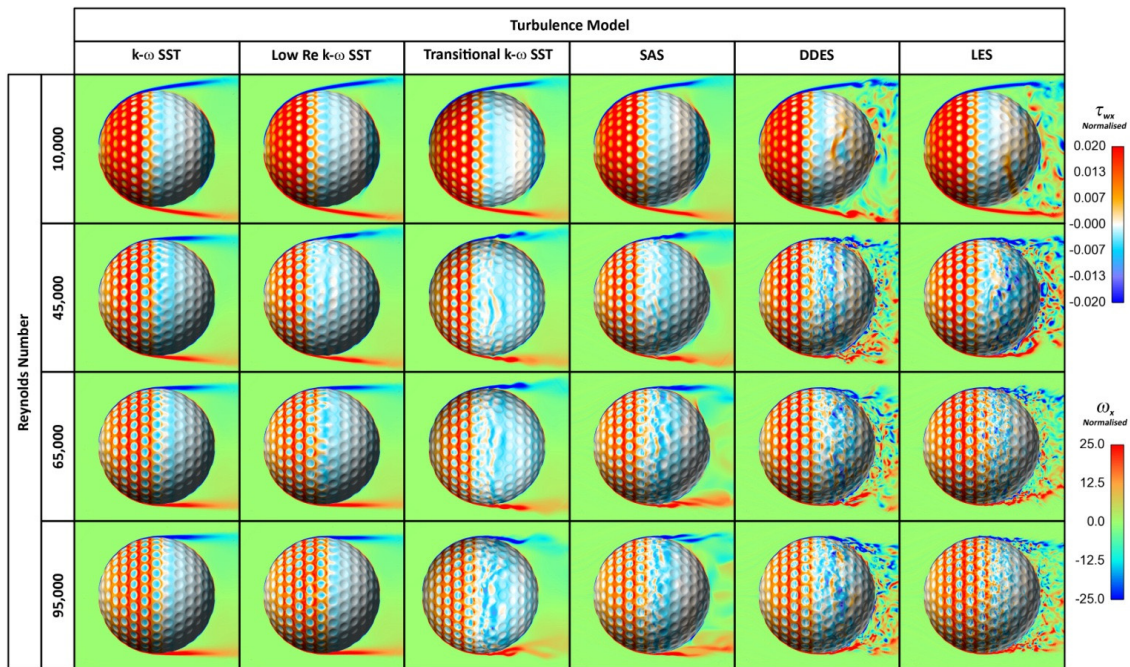 Turbulence Model
k-ω SST
Low Re k-ω SST
Transitional k-ω SST
SAS
DDES
LES
Reynolds Number
10,000
45,000
65,000
95,000
τwx
Normalised
0.020
0.013
0.007
-0.000
-0.007
-0.013
-0.020
ωx
Normalised
25.0
12.5
0.0
-12.5
-25.0